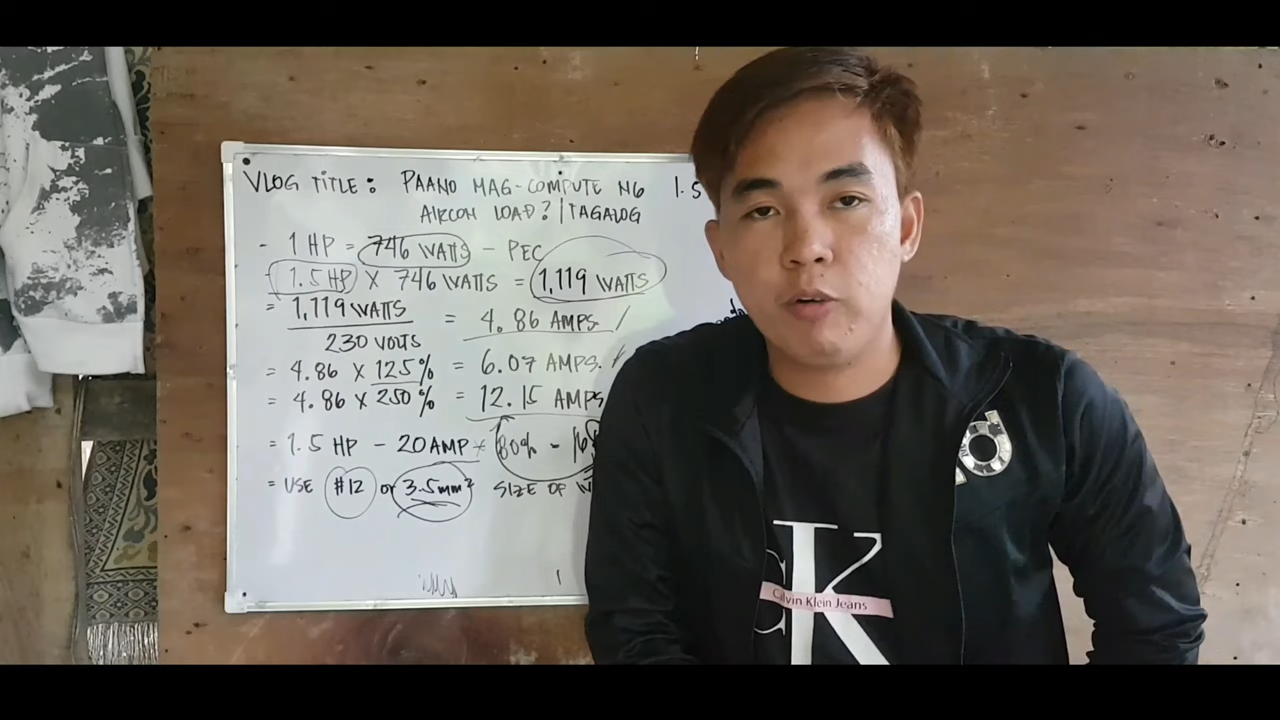 VLOG TITLE: PAANO MAG-COMPUTE NG 1.5
AIRCON LOAD? | TAGALOG
- 1 HP = 746 WATTS - PEC
- 1.5 HP X 746 WATTS = 1,119 WATTS
= 1,119 WATTS = 4.86 AMPS
230 VOLTS
= 4.86 X 125% = 6.07 AMPS.
= 4.86 X 250% = 12.15 AMPS
= 1.5 HP - 20 AMP 80% -
= USE #12 or 3.5mm² SIZE OF
CK
Calvin Klein Jeans